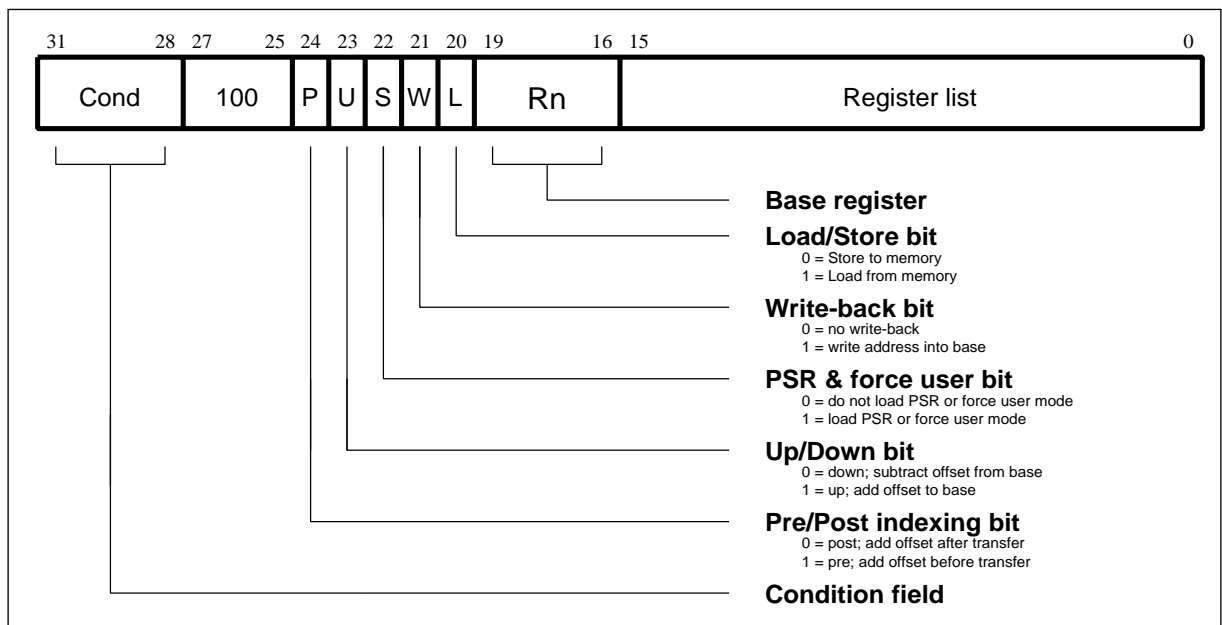 31 28 27 25 24 23 22 21 20 19 16 15 0
Cond 100 P U S W L Rn Register list
Base register
Load/Store bit
0 = Store to memory
1 = Load from memory
Write-back bit
0 = no write-back
1 = write address into base
PSR & force user bit
0 = do not load PSR or force user mode
1 = load PSR or force user mode
Up/Down bit
0 = down; subtract offset from base
1 = up; add offset to base
Pre/Post indexing bit
0 = post; add offset after transfer
1 = pre; add offset before transfer
Condition field